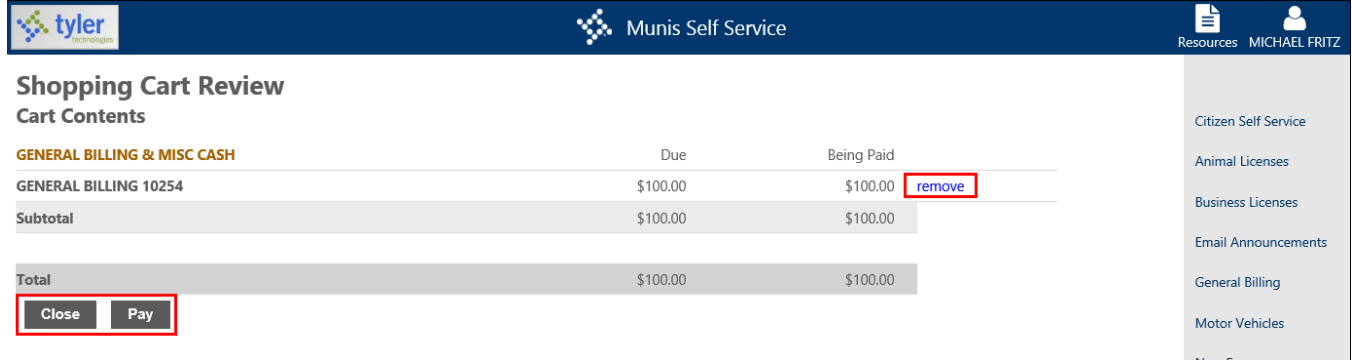 tyler
technologies
Munis Self Service
Resources MICHAEL FRITZ
Shopping Cart Review
Cart Contents
GENERAL BILLING & MISC CASH Due Being Paid
GENERAL BILLING 10254 $100.00 $100.00 remove
Subtotal $100.00 $100.00
Total $100.00 $100.00
Close Pay
Citizen Self Service
Animal Licenses
Business Licenses
Email Announcements
General Billing
Motor Vehicles